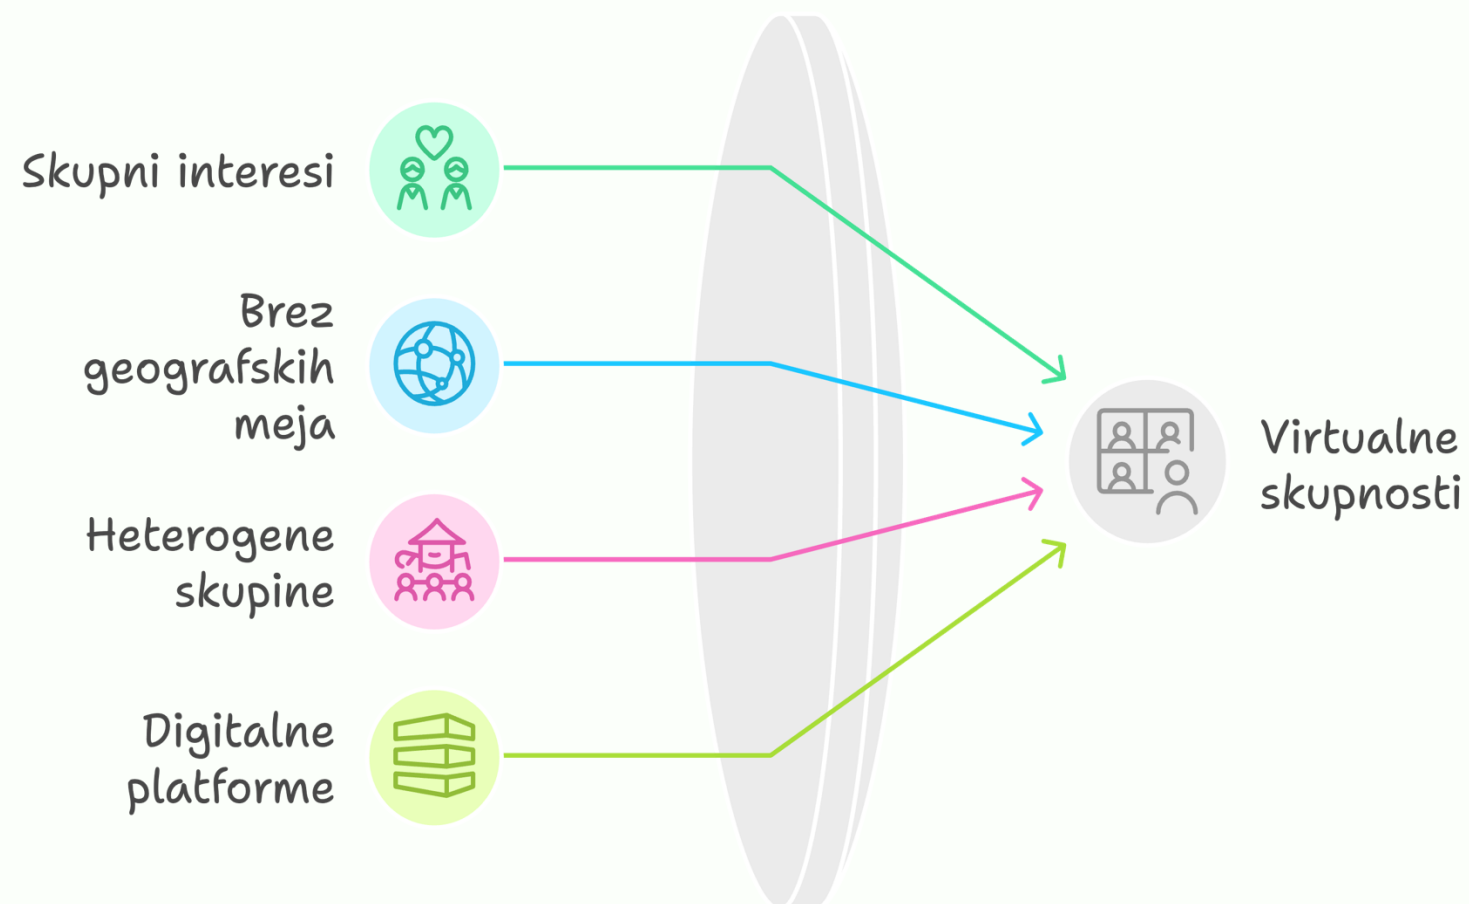 Skupni interesi
Brez
geografskih
meja
Heterogene
skupine
Digitalne
platforme
Virtualne
skupnosti